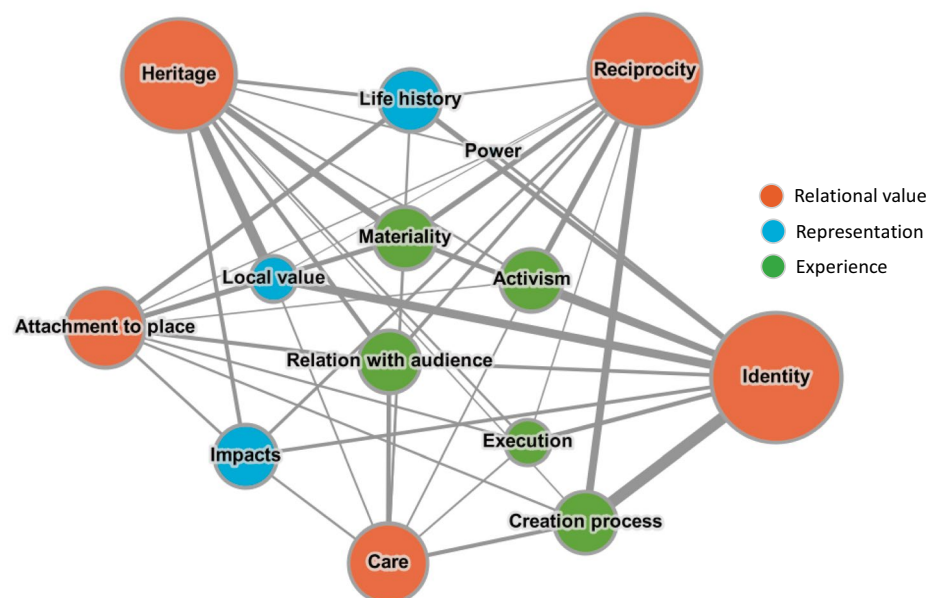 Heritage
Reciprocity
Life history
Power
Relational value
Representation
Experience
Materiality
Local value
Activism
Attachment to place
Relation with audience
Identity
Impacts
Execution
Creation process
Care